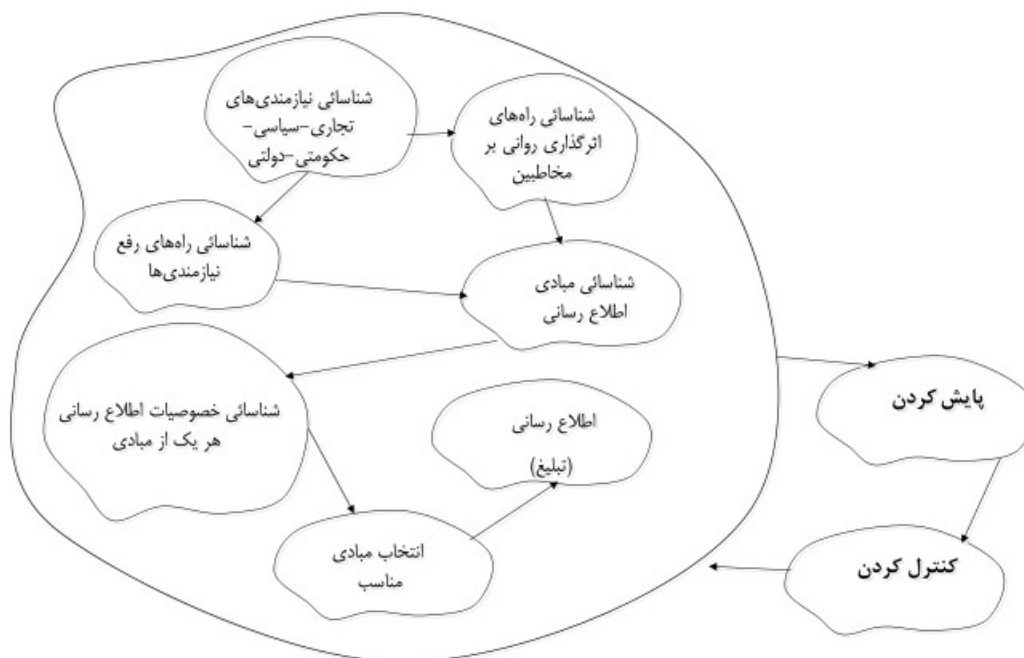 شناسائی نیازمندی‌های
تجاری-سیاسی-
حکومتی-دولتی
شناسائی راه‌های
اثرگذاری روانی بر
مخاطبین
شناسائی راه‌های رفع
نیازمندی‌ها
شناسائی مبادی
اطلاع رسانی
شناسائی خصوصیات اطلاع رسانی
هر یک از مبادی
اطلاع رسانی
(تبلیغ)
انتخاب مبادی
مناسب
پایش کردن
کنترل کردن